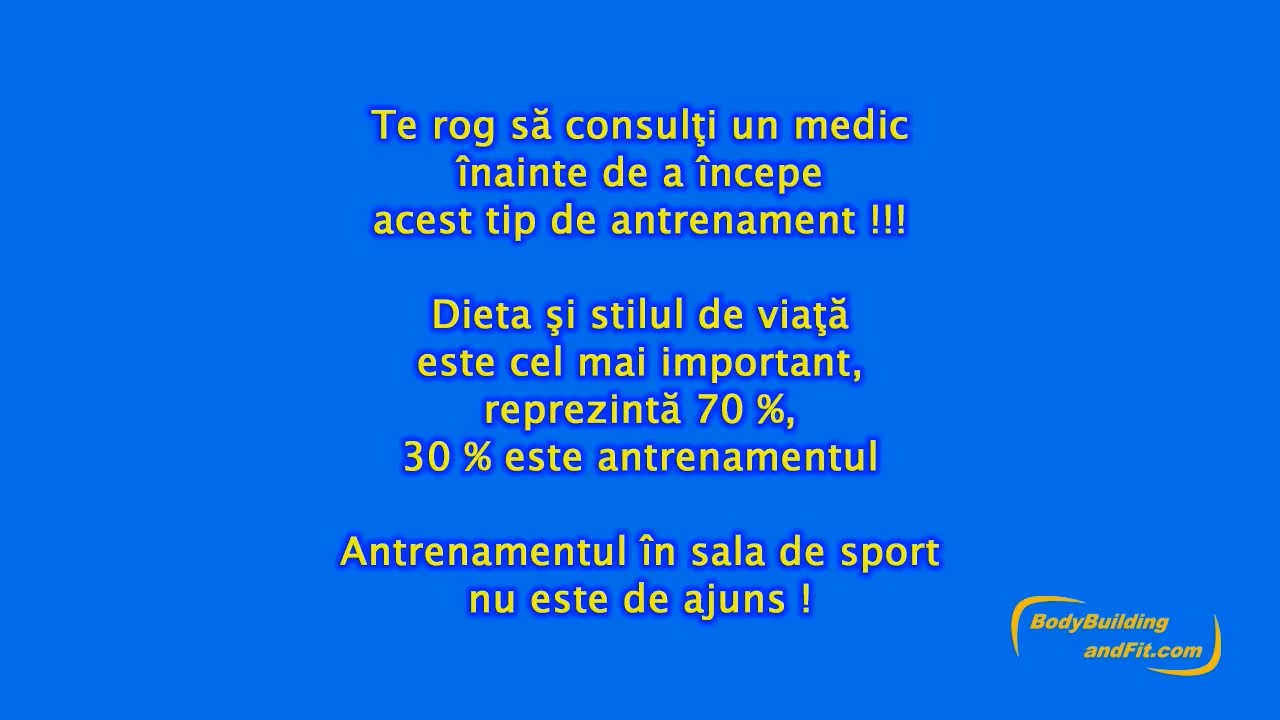 Te rog să consulţi un medic
înainte de a începe
acest tip de antrenament !!!
Dieta şi stilul de viaţă
este cel mai important,
reprezintă 70 %,
30 % este antrenamentul
Antrenamentul în sala de sport
nu este de ajuns !
BodyBuilding
andFit.com